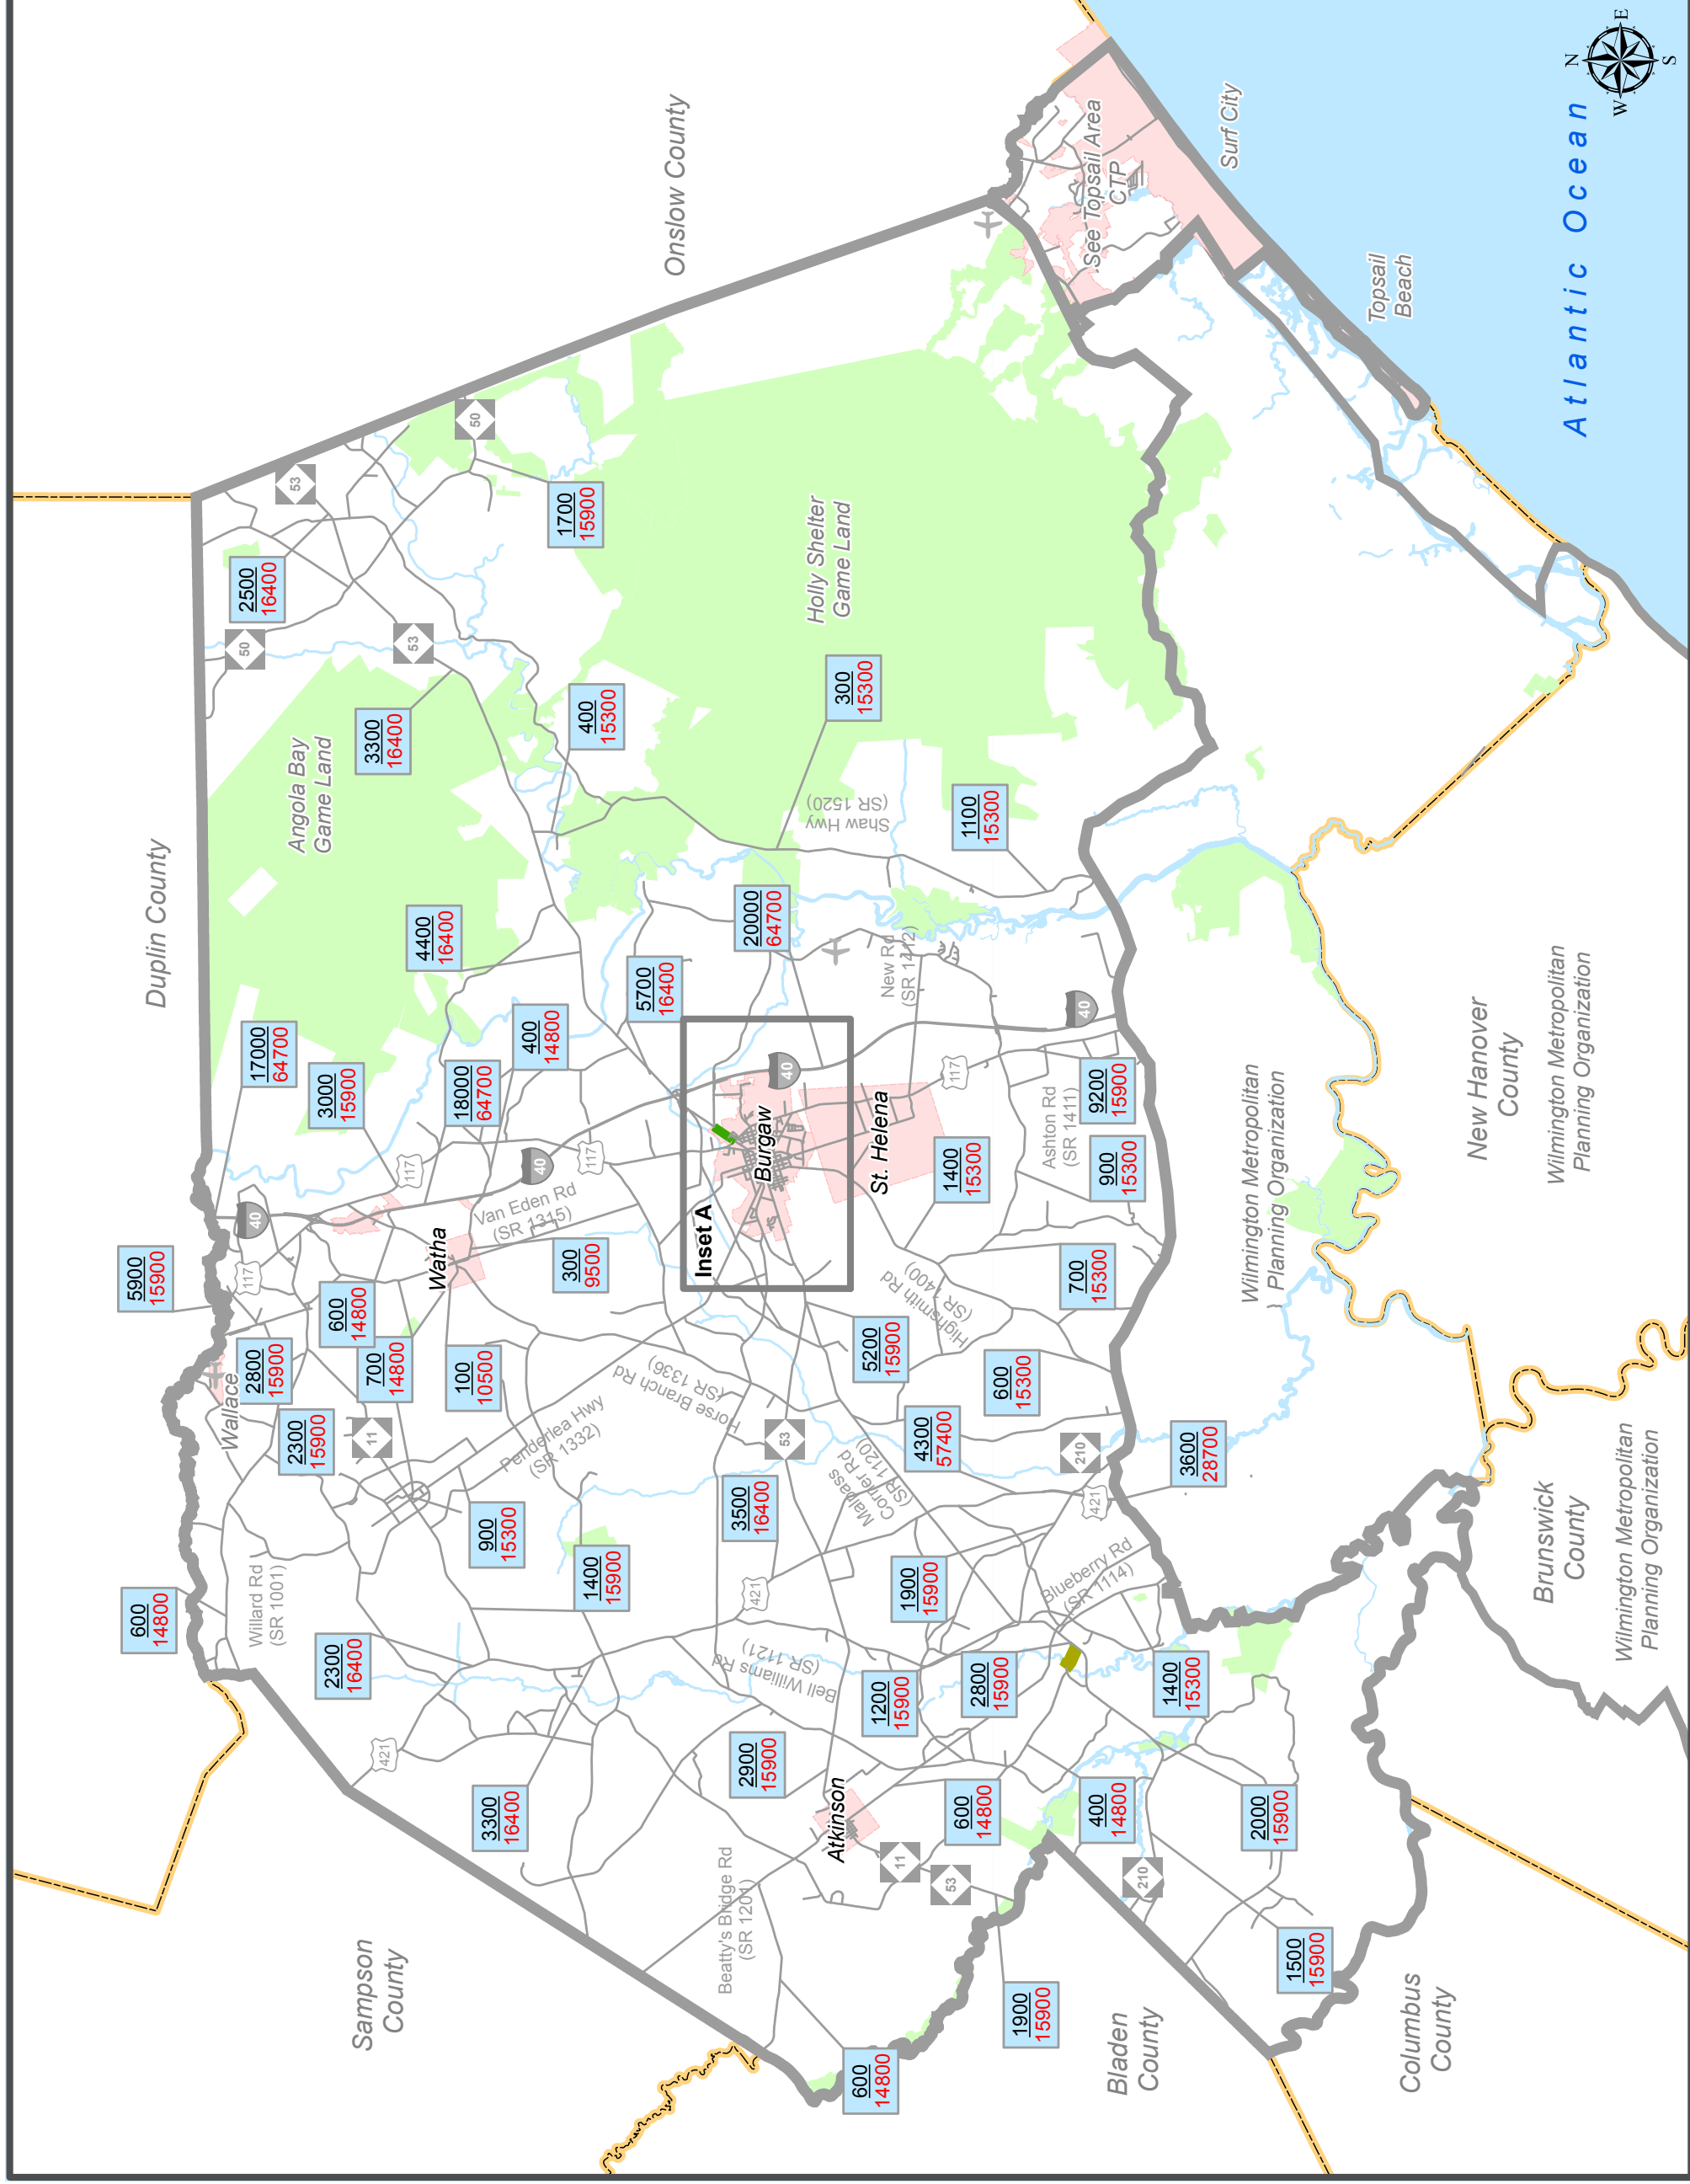 Duplin County
Onslow County
Sampson
County
Bladen
County
Columbus
County
Brunswick
County
Wilmington Metropolitan
Planning Organization
New Hanover
County
Wilmington Metropolitan
Planning Organization
Wilmington Metropolitan
Planning Organization
Atlantic Ocean
Surf City
Topsail
Beach
See Topsail Area
CTP
N
E
S
W
Holly Shelter
Game Land
Angola Bay
Game Land
Wallace
Watha
Burgaw
St. Helena
Atkinson
Inset A
Willard Rd
(SR 1001)
Van Eden Rd
(SR 1315)
Penderlea Hwy
(SR 1332)
Horse Branch Rd
(SR 1336)
Bell Williams Rd
(SR 1121)
Beatty's Bridge Rd
(SR 1201)
Malpass
Corner Rd
(SR 1120)
Blueberry Rd
(SR 1114)
Highsmith Rd
(SR 1400)
Ashton Rd
(SR 1411)
New Rd
(SR 1412)
Shaw Hwy
(SR 1520)
50
53
50
53
40
40
40
40
117
117
117
117
11
11
53
53
210
210
421
421
421
600
14800
5900
15900
2800
15900
2300
15900
600
14800
700
14800
100
10500
300
9500
17000
64700
3000
15900
18000
64700
400
14800
4400
16400
5700
16400
20000
64700
2500
16400
3300
16400
1700
15900
400
15300
300
15300
1100
15300
9200
15900
900
15300
1400
15300
700
15300
5200
15900
600
15300
4300
57400
3600
28700
3500
16400
900
15300
1400
15900
1900
15900
2300
16400
3300
16400
2900
15900
1200
15900
2800
15900
1400
15300
600
14800
400
14800
2000
15900
1500
15900
1900
15900
600
14800